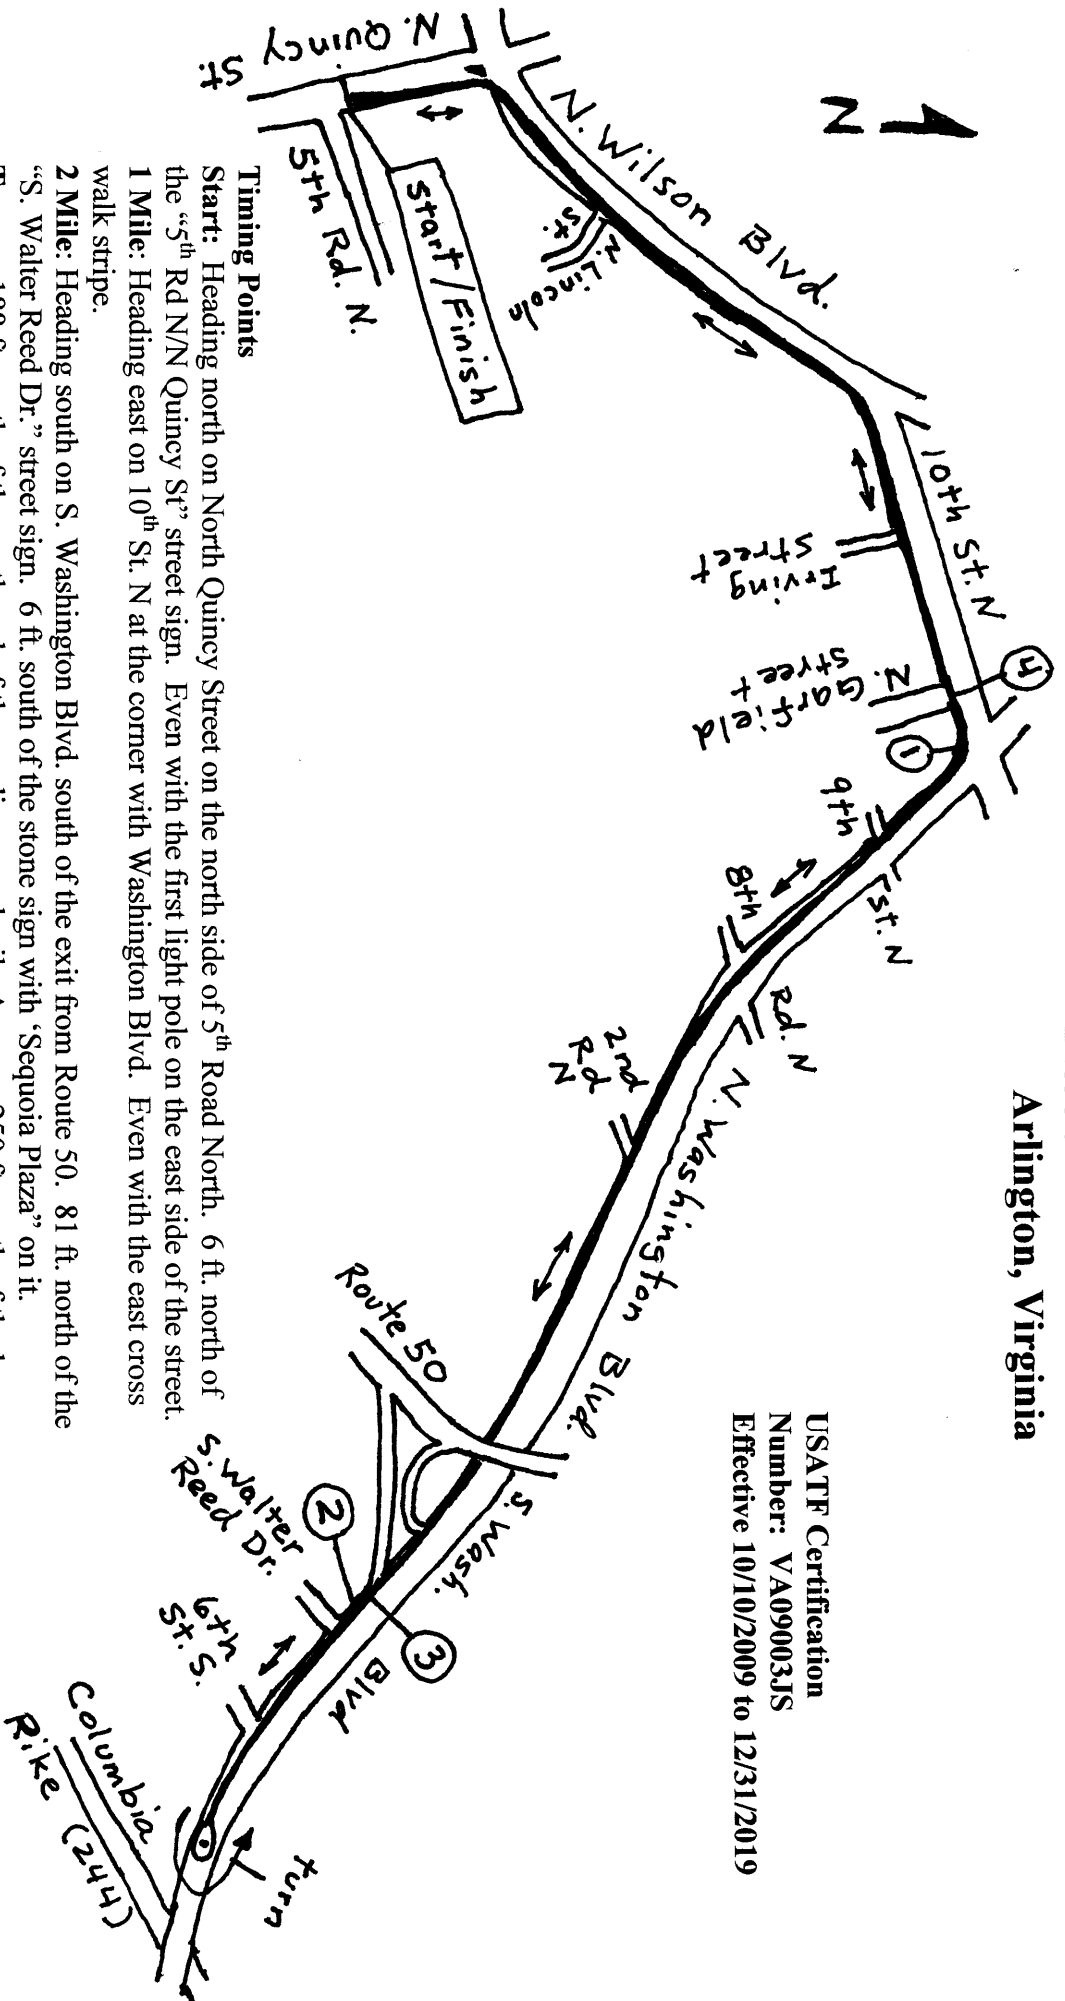 Arlington, Virginia
USATF Certification
Number: VA09003JS
Effective 10/10/2009 to 12/31/2019
N
N. Quincy
St.
N. Wilson Blvd.
5th Rd. N.
Start/Finish
N. Lincoln
St.
10th St. N
Irving
Street
N. Garfield
Street
4
1
9th
St. N
8th
Rd. N
2nd
Rd
N
N. Washington Blvd.
Route 50
S. Wash.
Blvd
2
3
S. Walter
Reed Dr.
6th
St. S.
turn
Columbia
Pike (244)
Timing Points
Start: Heading north on North Quincy Street on the north side of 5th Road North. 6 ft. north of
the “5th Rd N/N Quincy St” street sign. Even with the first light pole on the east side of the street.
1 Mile: Heading east on 10th St. N at the corner with Washington Blvd. Even with the east cross
walk stripe.
2 Mile: Heading south on S. Washington Blvd. south of the exit from Route 50. 81 ft. north of the
“S. Walter Reed Dr.” street sign. 6 ft. south of the stone sign with ‘Sequoia Plaza” on it.